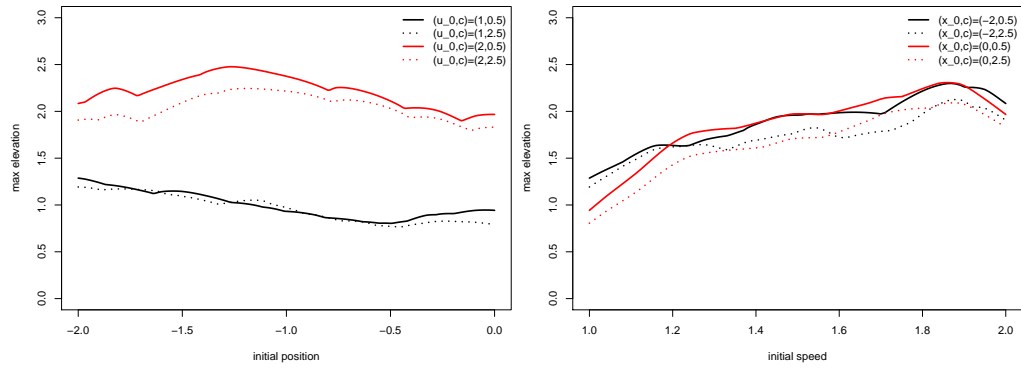 (u_0,c)=(1,0.5)
(u_0,c)=(1,2.5)
(u_0,c)=(2,0.5)
(u_0,c)=(2,2.5)
max elevation
3.0
2.5
2.0
1.5
1.0
0.5
0.0
−2.0 −1.5 −1.0 −0.5 0.0
initial position
(x_0,c)=(−2,0.5)
(x_0,c)=(−2,2.5)
(x_0,c)=(0,0.5)
(x_0,c)=(0,2.5)
max elevation
3.0
2.5
2.0
1.5
1.0
0.5
0.0
1.0 1.2 1.4 1.6 1.8 2.0
initial speed